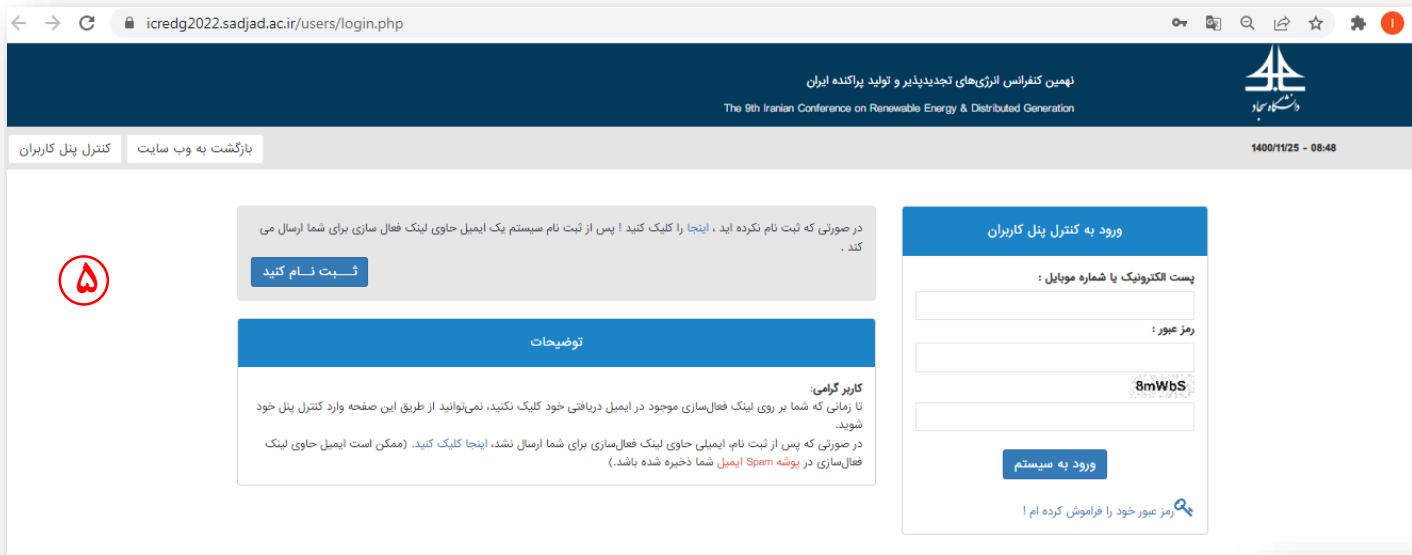 icredg2022.sadjad.ac.ir/users/login.php
I
نهمین کنفرانس انرژی‌های تجدیدپذیر و تولید پراکنده ایران
The 9th Iranian Conference on Renewable Energy & Distributed Generation
دانشگاه سجاد
1400/11/25 - 08:48
بازگشت به وب سایت
کنترل پنل کاربران
ورود به کنترل پنل کاربران
پست الکترونیک یا شماره موبایل :
رمز عبور :
8mWbS
ورود به سیستم
رمز عبور خود را فراموش کرده ام !
در صورتی که ثبت نام نکرده اید ، اینجا را کلیک کنید ! پس از ثبت نام سیستم یک ایمیل حاوی لینک فعال سازی برای شما ارسال می
کند .
ثـــبت نــام کنید
توضیحات
کاربر گرامی:
تا زمانی که شما بر روی لینک فعال‌سازی موجود در ایمیل دریافتی خود کلیک نکنید، نمی‌توانید از طریق این صفحه وارد کنترل پنل خود
شوید.
در صورتی که پس از ثبت نام، ایمیلی حاوی لینک فعال‌سازی برای شما ارسال نشد، اینجا کلیک کنید. (ممکن است ایمیل حاوی لینک
فعال‌سازی در پوشه Spam ایمیل شما ذخیره شده باشد.)
۵